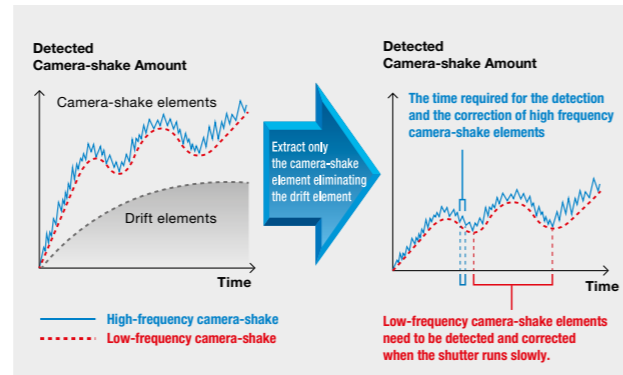 Detected
Camera-shake Amount
Camera-shake elements
Drift elements
Time
High-frequency camera-shake
Low-frequency camera-shake
Extract only
the camera-shake
element eliminating
the drift element
Detected
Camera-shake Amount
The time required for the detection
and the correction of high frequency
camera-shake elements
Time
Low-frequency camera-shake elements
need to be detected and corrected
when the shutter runs slowly.